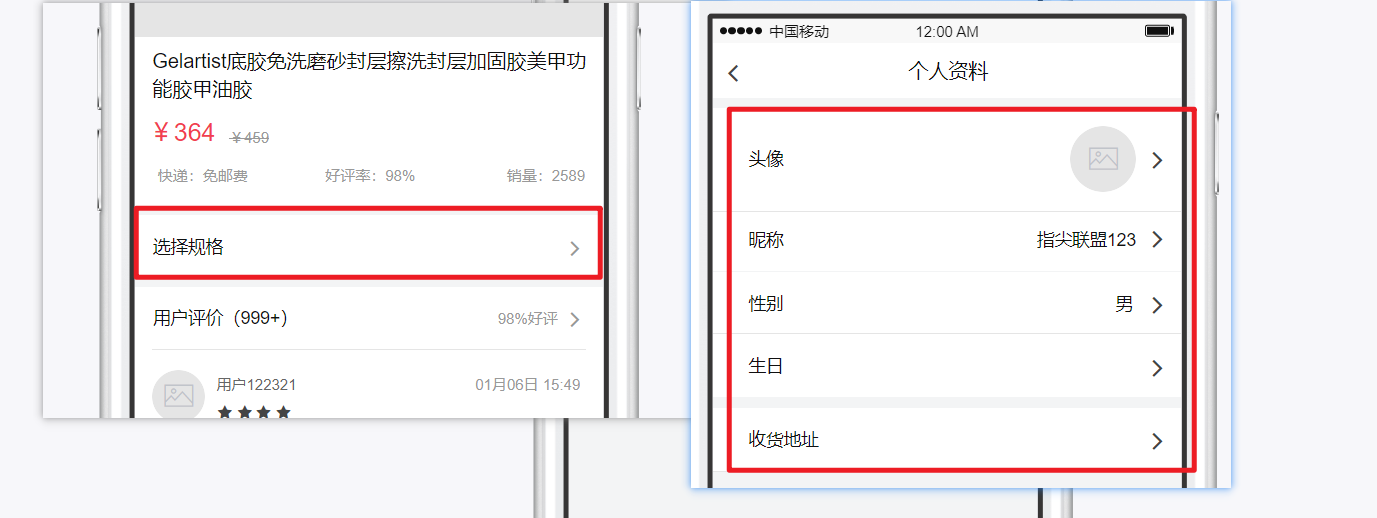 Gelartist底胶免洗磨砂封层擦洗封层加固胶美甲功
能胶甲油胶
￥364 ￥459
快递：免邮费 好评率：98% 销量：2589
选择规格
用户评价（999+） 98%好评
用户122321 01月06日 15:49
中国移动 12:00 AM
个人资料
头像
昵称 指尖联盟123
性别 男
生日
收货地址